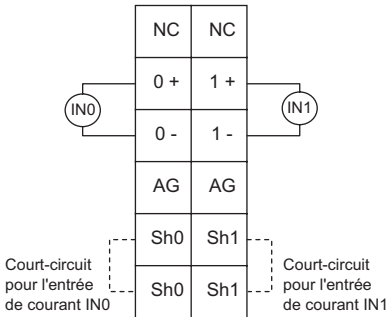 NC NC
0 + 1 +
IN0
IN1
0 - 1 -
AG AG
Sh0 Sh1
Sh0 Sh1
Court-circuit
pour l'entrée
de courant IN0
Court-circuit
pour l'entrée
de courant IN1